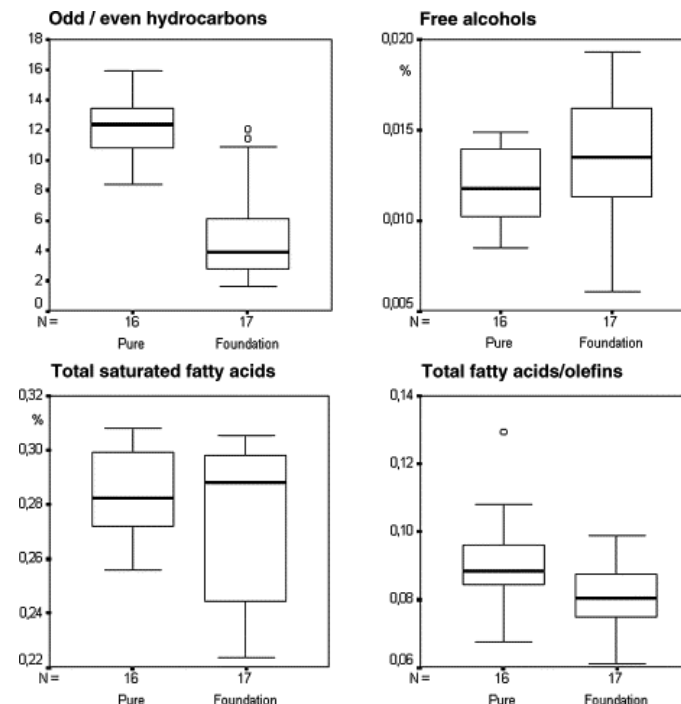 Odd / even hydrocarbons
18
16
14
12
10
8
6
4
2
0
N =
16
17
Pure
Foundation
Free alcohols
0,020
%
0,015
0,010
0,005
N =
16
17
Pure
Foundation
Total saturated fatty acids
0,32
%
0,30
0,28
0,26
0,24
0,22
N =
16
17
Pure
Foundation
Total fatty acids/olefins
0,14
0,12
0,10
0,08
0,06
N =
16
17
Pure
Foundation